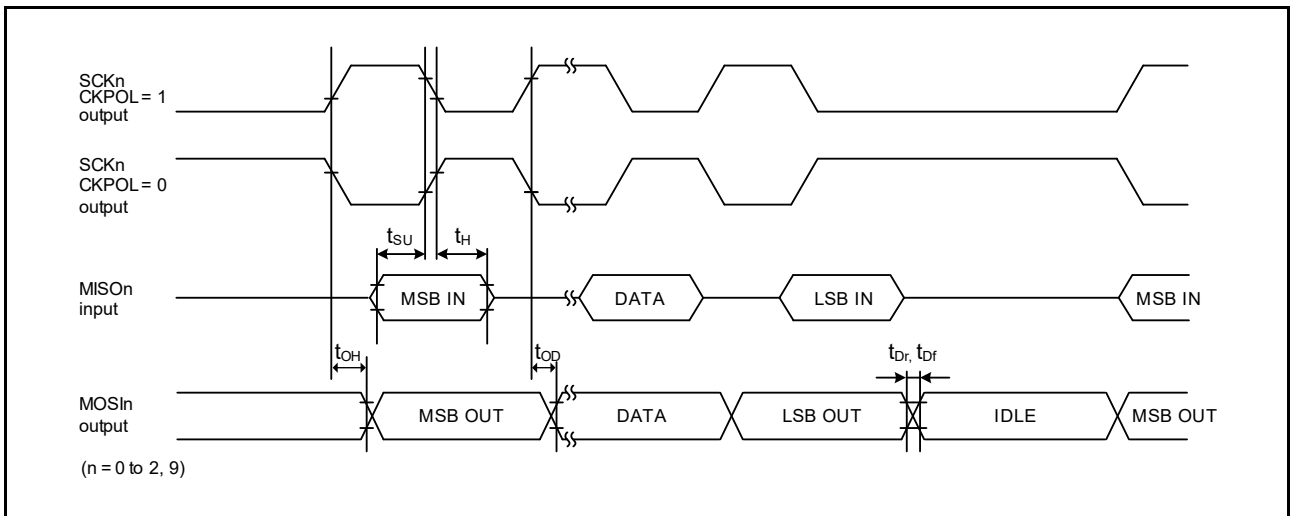 SCKn
CKPOL = 1
output
SCKn
CKPOL = 0
output
tSU
tH
MISOn
input
MSB IN
DATA
LSB IN
MSB IN
tOH
tOD
tDr, tDf
MOSIn
output
MSB OUT
DATA
LSB OUT
IDLE
MSB OUT
(n = 0 to 2, 9)